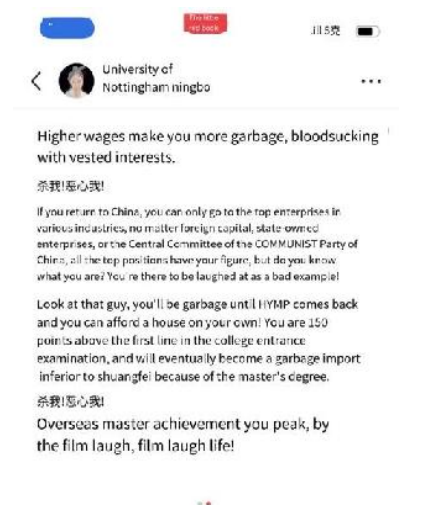 The little
red book
5克
University of
Nottingham ningbo
Higher wages make you more garbage, bloodsucking
with vested interests.
杀我!恶心我!
If you return to China, you can only go to the top enterprises in
various industries, no matter foreign capital, state-owned
enterprises, or the Central Committee of the COMMUNIST Party of
China, all the top positions have your figure, but do you know
what you are? You're there to be laughed at as a bad example!
Look at that guy, you'll be garbage until HYMP comes back
and you can afford a house on your own! You are 150
points above the first line in the college entrance
examination, and will eventually become a garbage import
inferior to shuangfei because of the master's degree.
杀我!恶心我!
Overseas master achievement you peak, by
the film laugh, film laugh life!